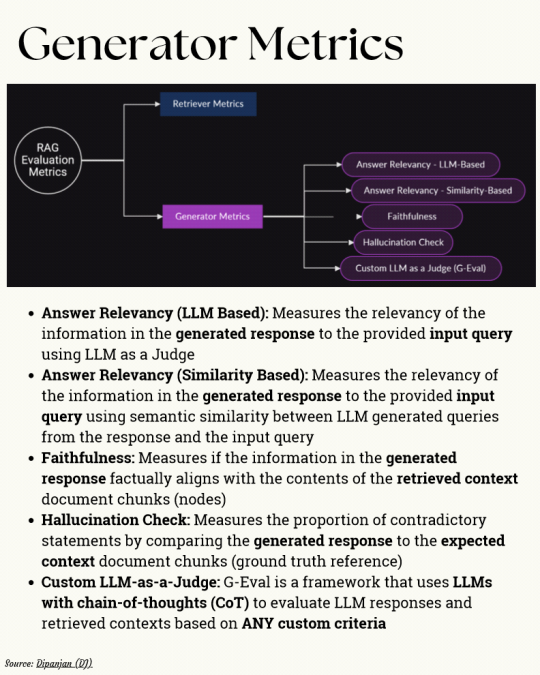 Generator Metrics
RAG
Evaluation
Metrics
Retriever Metrics
Generator Metrics
Answer Relevancy - LLM-Based
Answer Relevancy - Similarity-Based
Faithfulness
Hallucination Check
Custom LLM as a Judge (G-Eval)
• Answer Relevancy (LLM Based): Measures the relevancy of the
information in the generated response to the provided input query
using LLM as a Judge
• Answer Relevancy (Similarity Based): Measures the relevancy of
the information in the generated response to the provided input
query using semantic similarity between LLM generated queries
from the response and the input query
• Faithfulness: Measures if the information in the generated
response factually aligns with the contents of the retrieved context
document chunks (nodes)
• Hallucination Check: Measures the proportion of contradictory
statements by comparing the generated response to the expected
context document chunks (ground truth reference)
• Custom LLM-as-a-Judge: G-Eval is a framework that uses LLMs
with chain-of-thoughts (CoT) to evaluate LLM responses and
retrieved contexts based on ANY custom criteria
Source: Dipanjan (DJ)